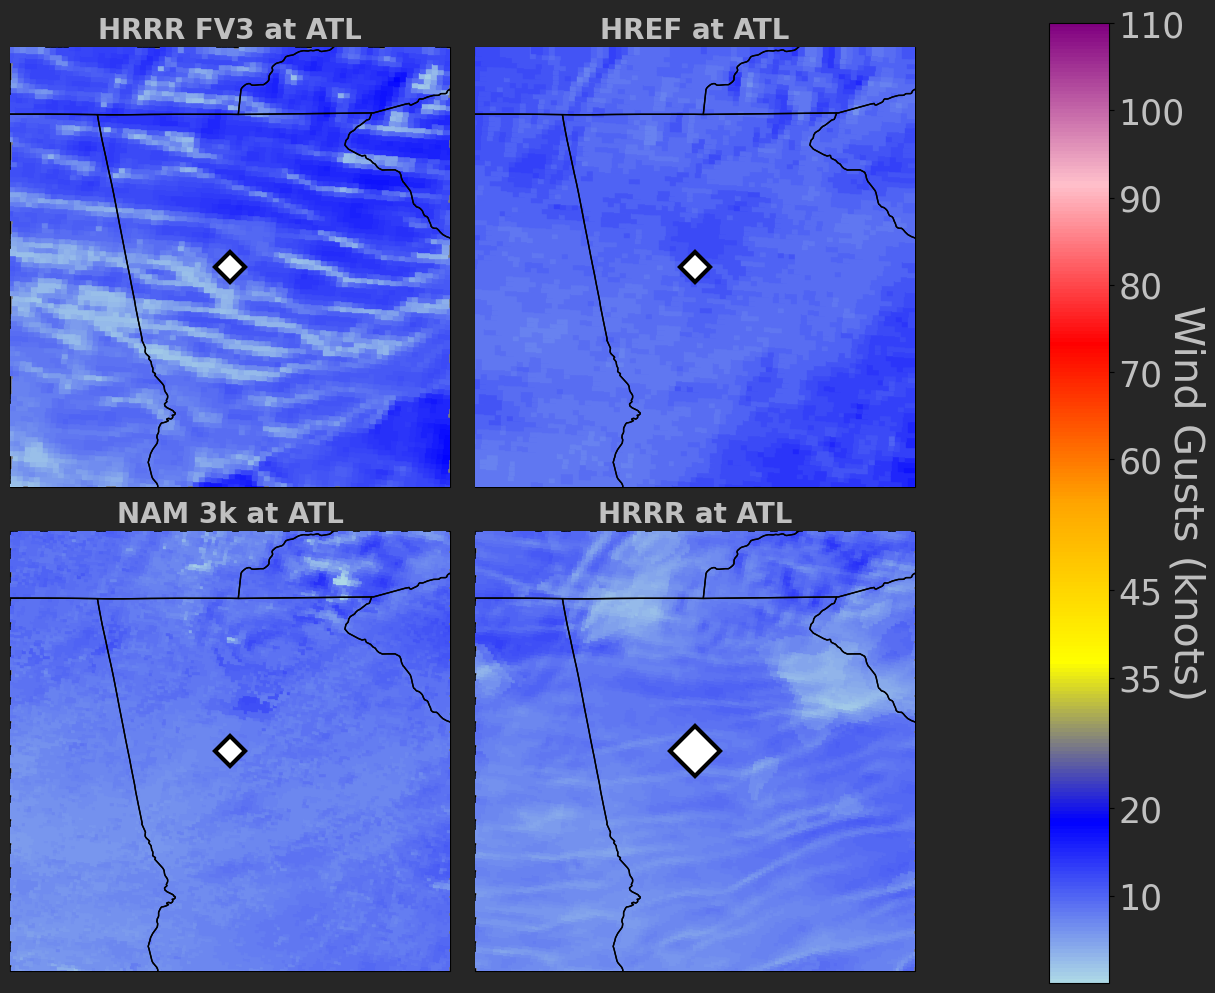 HRRR FV3 at ATL
HREF at ATL
NAM 3k at ATL
HRRR at ATL
110
100
90
80
70
60
45
35
20
10
Wind Gusts (knots)